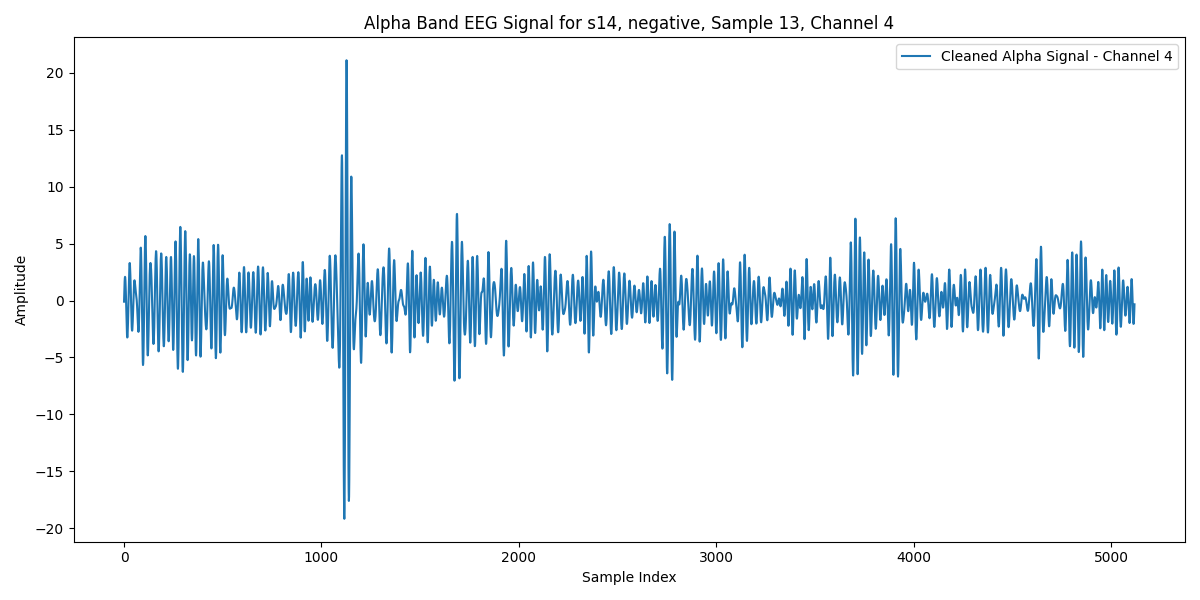 Alpha Band EEG Signal for s14, negative, Sample 13, Channel 4
Cleaned Alpha Signal - Channel 4
Amplitude
20
15
10
5
0
−5
−10
−15
−20
0 1000 2000 3000 4000 5000
Sample Index